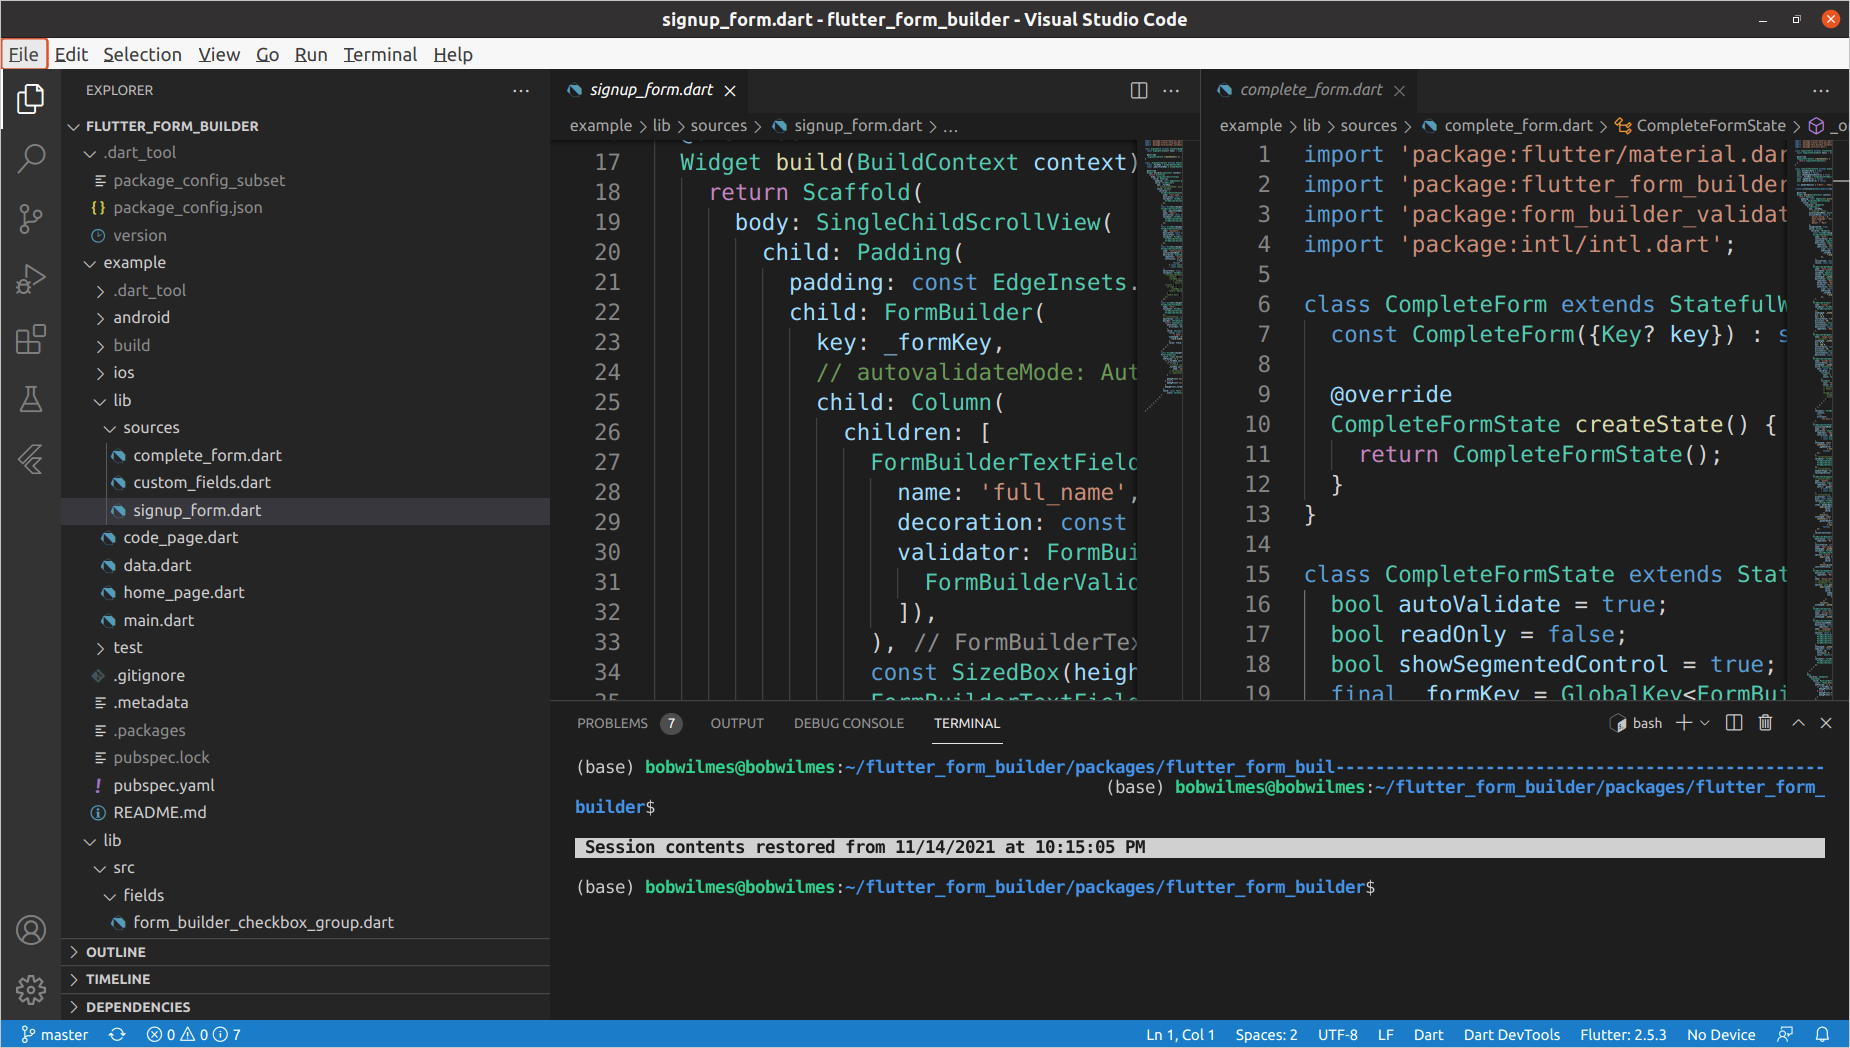 signup_form.dart - flutter_form_builder - Visual Studio Code
File Edit Selection View Go Run Terminal Help
EXPLORER
FLUTTER_FORM_BUILDER
.dart_tool
package_config_subset
package_config.json
version
example
.dart_tool
android
build
ios
lib
sources
complete_form.dart
custom_fields.dart
signup_form.dart
code_page.dart
data.dart
home_page.dart
main.dart
test
.gitignore
.metadata
.packages
pubspec.lock
pubspec.yaml
README.md
lib
src
fields
form_builder_checkbox_group.dart
OUTLINE
TIMELINE
DEPENDENCIES
signup_form.dart
example > lib > sources > signup_form.dart > ...
17 Widget build(BuildContext context)
18 return Scaffold(
19 body: SingleChildScrollView(
20 child: Padding(
21 padding: const EdgeInsets.
22 child: FormBuilder(
23 key: _formKey,
24 // autovalidateMode: Aut
25 child: Column(
26 children: [
27 FormBuilderTextField
28 name: 'full_name',
29 decoration: const
30 validator: FormBui
31 FormBuilderValid
32 ]),
33 ), // FormBuilderTex
34 const SizedBox(heigh
35 FormBuilderTextField
complete_form.dart
example > lib > sources > complete_form.dart > CompleteFormState > _o
1 import 'package:flutter/material.dar
2 import 'package:flutter_form_builder
3 import 'package:form_builder_validat
4 import 'package:intl/intl.dart';
5
6 class CompleteForm extends StatefulW
7 const CompleteForm({Key? key}) : s
8
9 @override
10 CompleteFormState createState() {
11 return CompleteFormState();
12 }
13 }
14
15 class CompleteFormState extends Stat
16 bool autoValidate = true;
17 bool readOnly = false;
18 bool showSegmentedControl = true;
19 final _formKey = GlobalKey<FormBui
PROBLEMS 7 OUTPUT DEBUG CONSOLE TERMINAL
bash
(base) bobwilmes@bobwilmes:~/flutter_form_builder/packages/flutter_form_buil-------------------------------------------------
(base) bobwilmes@bobwilmes:~/flutter_form_builder/packages/flutter_form_
builder$
Session contents restored from 11/14/2021 at 10:15:05 PM
(base) bobwilmes@bobwilmes:~/flutter_form_builder/packages/flutter_form_builder$
master 0 0 7 Ln 1, Col 1 Spaces: 2 UTF-8 LF Dart Dart DevTools Flutter: 2.5.3 No Device